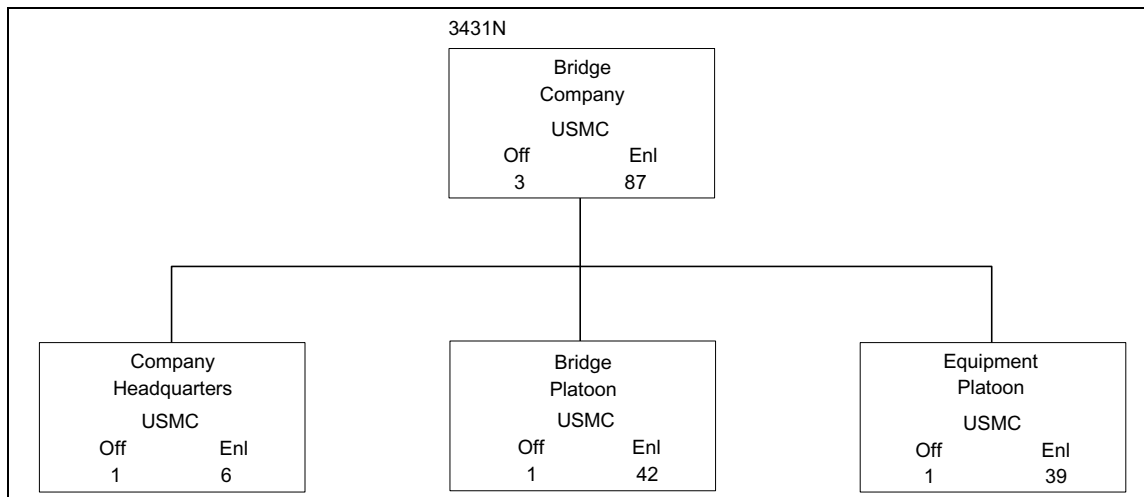 3431N
Bridge
Company
USMC
Off Enl
3 87
Company
Headquarters
USMC
Off Enl
1 6
Bridge
Platoon
USMC
Off Enl
1 42
Equipment
Platoon
USMC
Off Enl
1 39